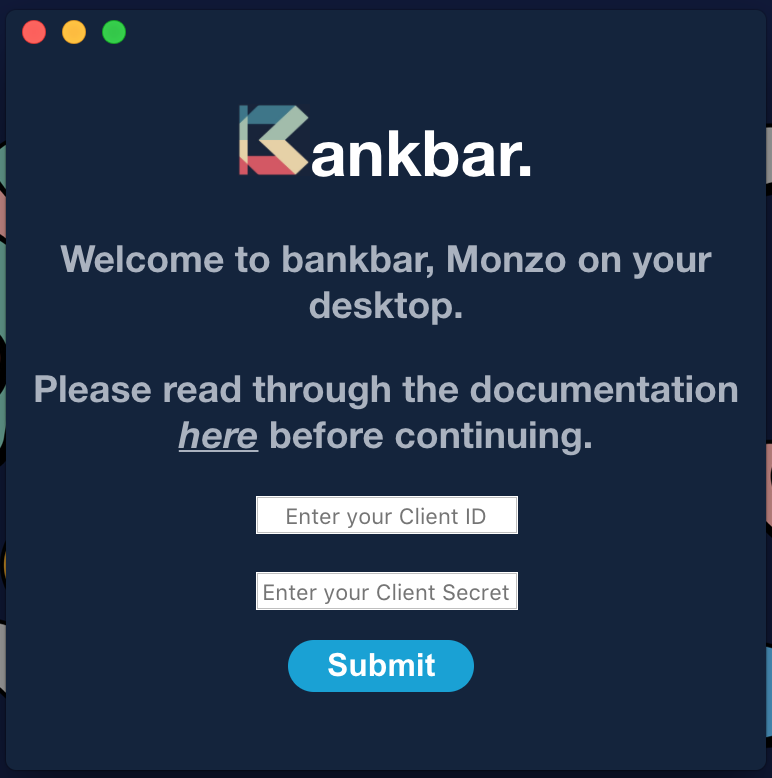 Bankbar.
Welcome to bankbar, Monzo on your
desktop.
Please read through the documentation
here before continuing.
Enter your Client ID
Enter your Client Secret
Submit